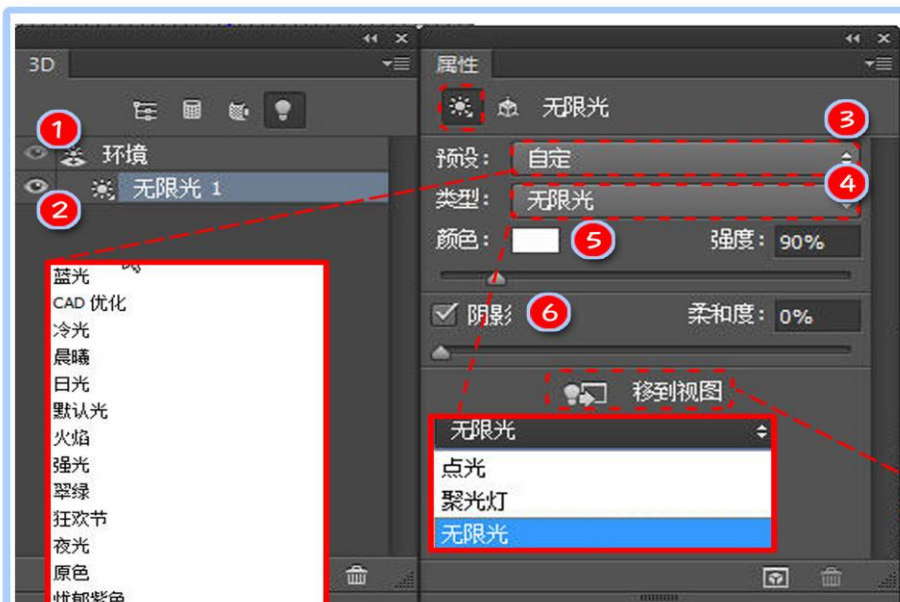 3D
属性
无限光
1
环境
3
预设：
自定
4
2
无限光 1
类型：
无限光
颜色：
5
强度：
90%
蓝光
CAD 优化
冷光
晨曦
日光
默认光
火焰
强光
翠绿
狂欢节
夜光
原色
忧郁紫色
阴影
6
柔和度：
0%
移到视图
无限光
点光
聚光灯
无限光